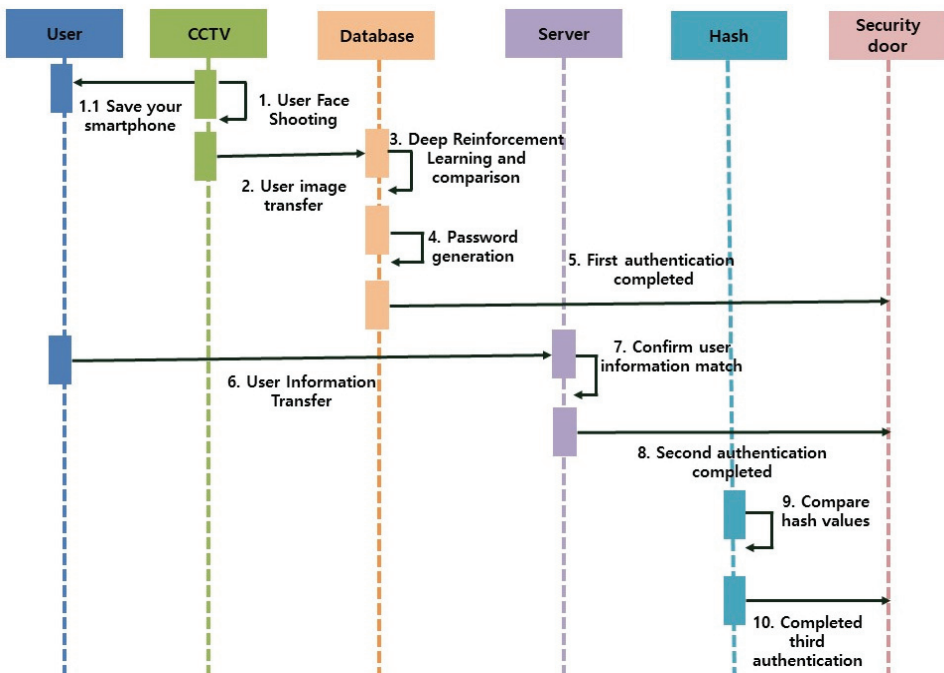 User
CCTV
Database
Server
Hash
Security
door
1.1 Save your
smartphone
1. User Face
Shooting
2. User image
transfer
3. Deep Reinforcement
Learning and
comparison
4. Password
generation
5. First authentication
completed
6. User Information
Transfer
7. Confirm user
information match
8. Second authentication
completed
9. Compare
hash values
10. Completed
third
authentication